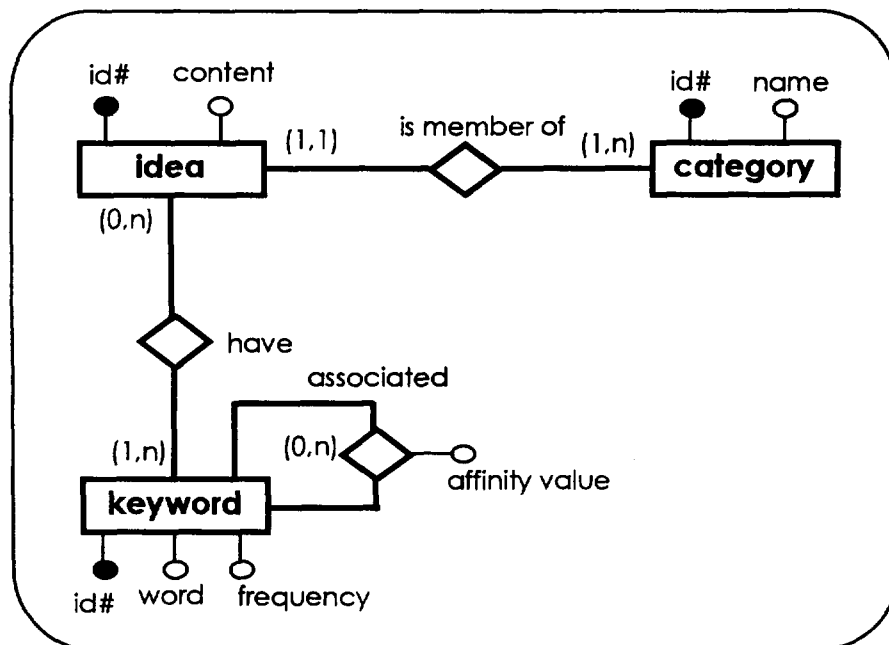 id# content
idea
(1,1)
is member of
(1,n)
id# name
category
(0,n)
have
associated
(1,n)
(0,n)
affinity value
keyword
id# word frequency